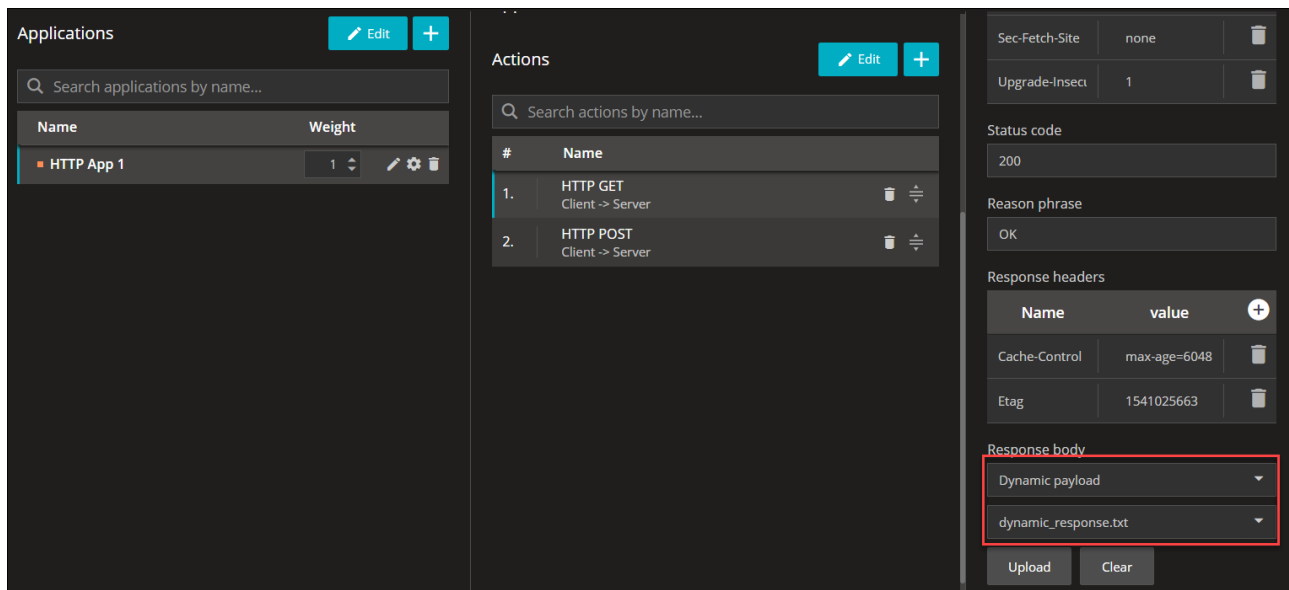 Applications
Edit
Search applications by name...
Name Weight
HTTP App 1 1
Actions
Edit
Search actions by name...
# Name
1. HTTP GET
Client -> Server
2. HTTP POST
Client -> Server
Sec-Fetch-Site none
Upgrade-Insecu 1
Status code
200
Reason phrase
OK
Response headers
Name value
Cache-Control max-age=6048
Etag 1541025663
Response body
Dynamic payload
dynamic_response.txt
Upload Clear